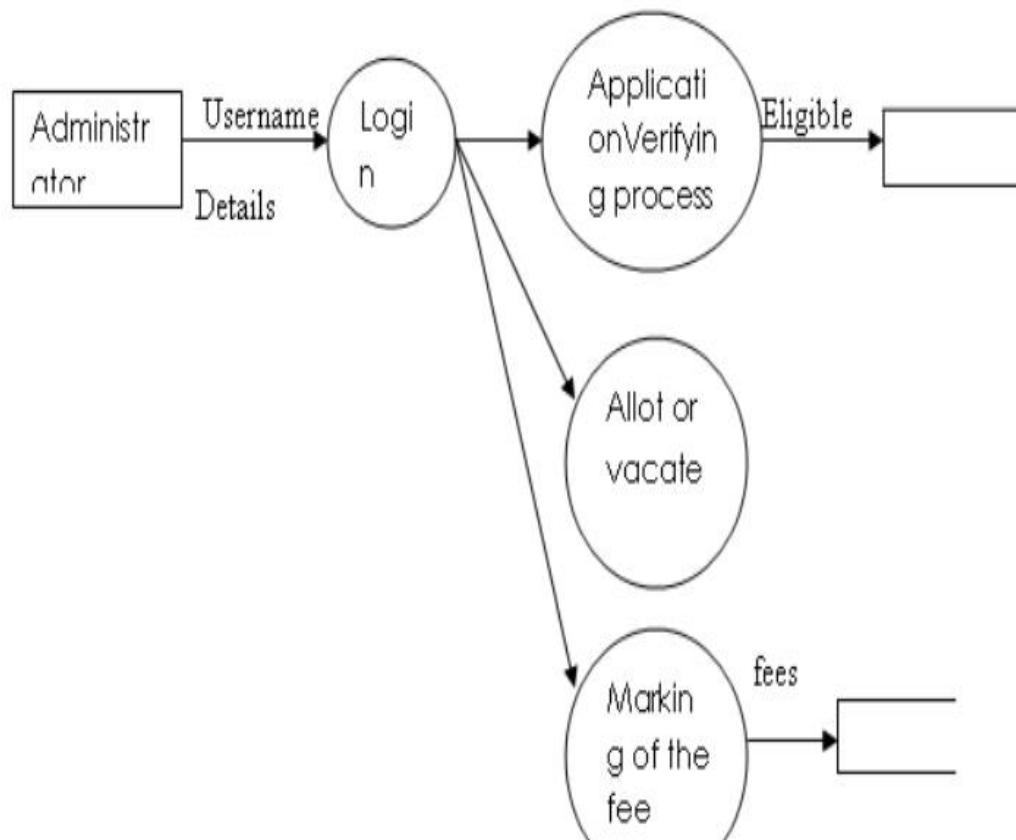 Administr
ator
Username
Details
Logi
n
Applicati
onVerifyin
g process
Eligible
Allot or
vacate
Markin
g of the
fee
fees